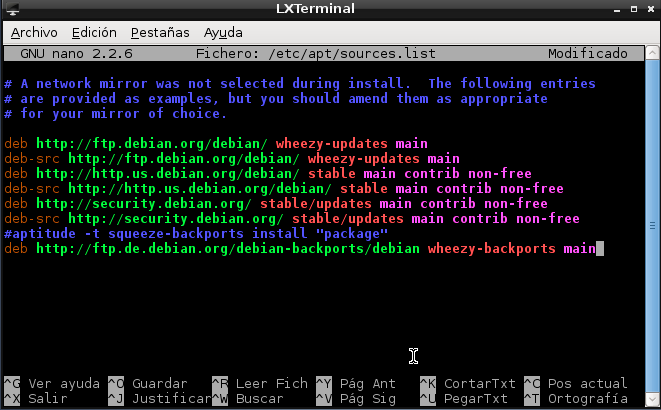 LXTerminal
Archivo Edición Pestañas Ayuda
GNU nano 2.2.6 Fichero: /etc/apt/sources.list Modificado
# A network mirror was not selected during install. The following entries
# are provided as examples, but you should amend them as appropriate
# for your mirror of choice.
deb http://ftp.debian.org/debian/ wheezy-updates main
deb-src http://ftp.debian.org/debian/ wheezy-updates main
deb http://http.us.debian.org/debian/ stable main contrib non-free
deb-src http://http.us.debian.org/debian/ stable main contrib non-free
deb http://security.debian.org/ stable/updates main contrib non-free
deb-src http://security.debian.org/ stable/updates main contrib non-free
#aptitude -t squeeze-backports install "package"
deb http://ftp.de.debian.org/debian-backports/debian wheezy-backports main
^G Ver ayuda ^O Guardar ^R Leer Fich ^Y Pág Ant ^K CortarTxt ^C Pos actual
^X Salir ^J Justificar ^W Buscar ^V Pág Sig ^U PegarTxt ^T Ortografía